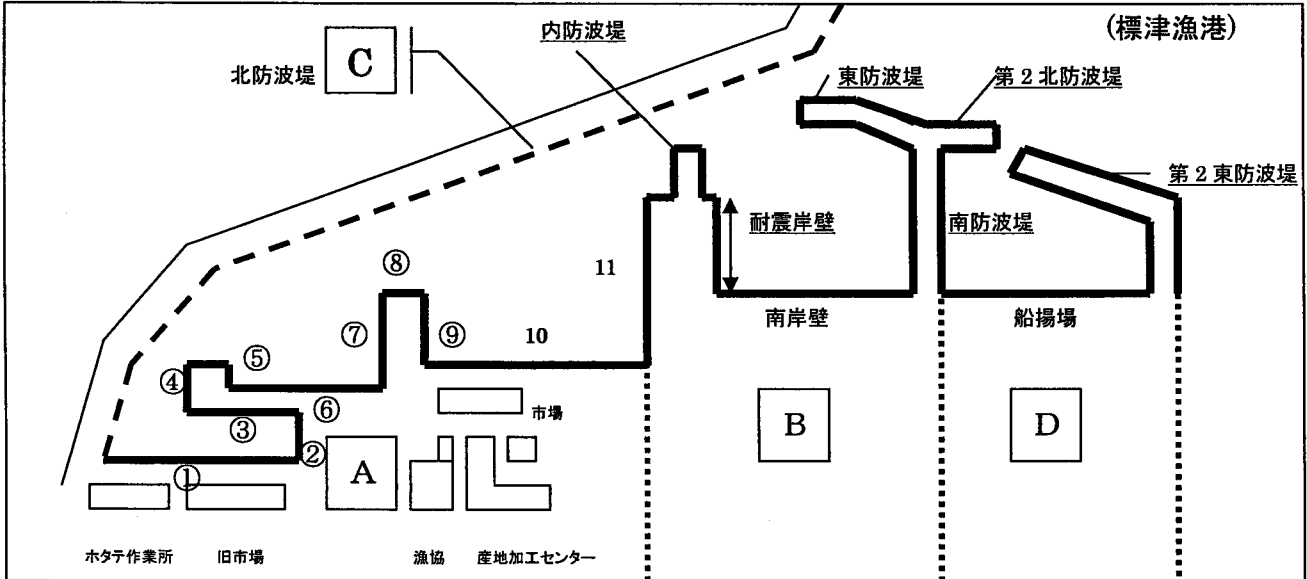 (標津漁港)
内防波堤
北防波堤 C
東防波堤
第2北防波堤
第2東防波堤
耐震岸壁
南防波堤
⑧
11
南岸壁
船揚場
⑦
⑨
10
⑤
④
⑥
市場
③
B
D
②
A
①
ホタテ作業所
旧市場
漁協
産地加工センター